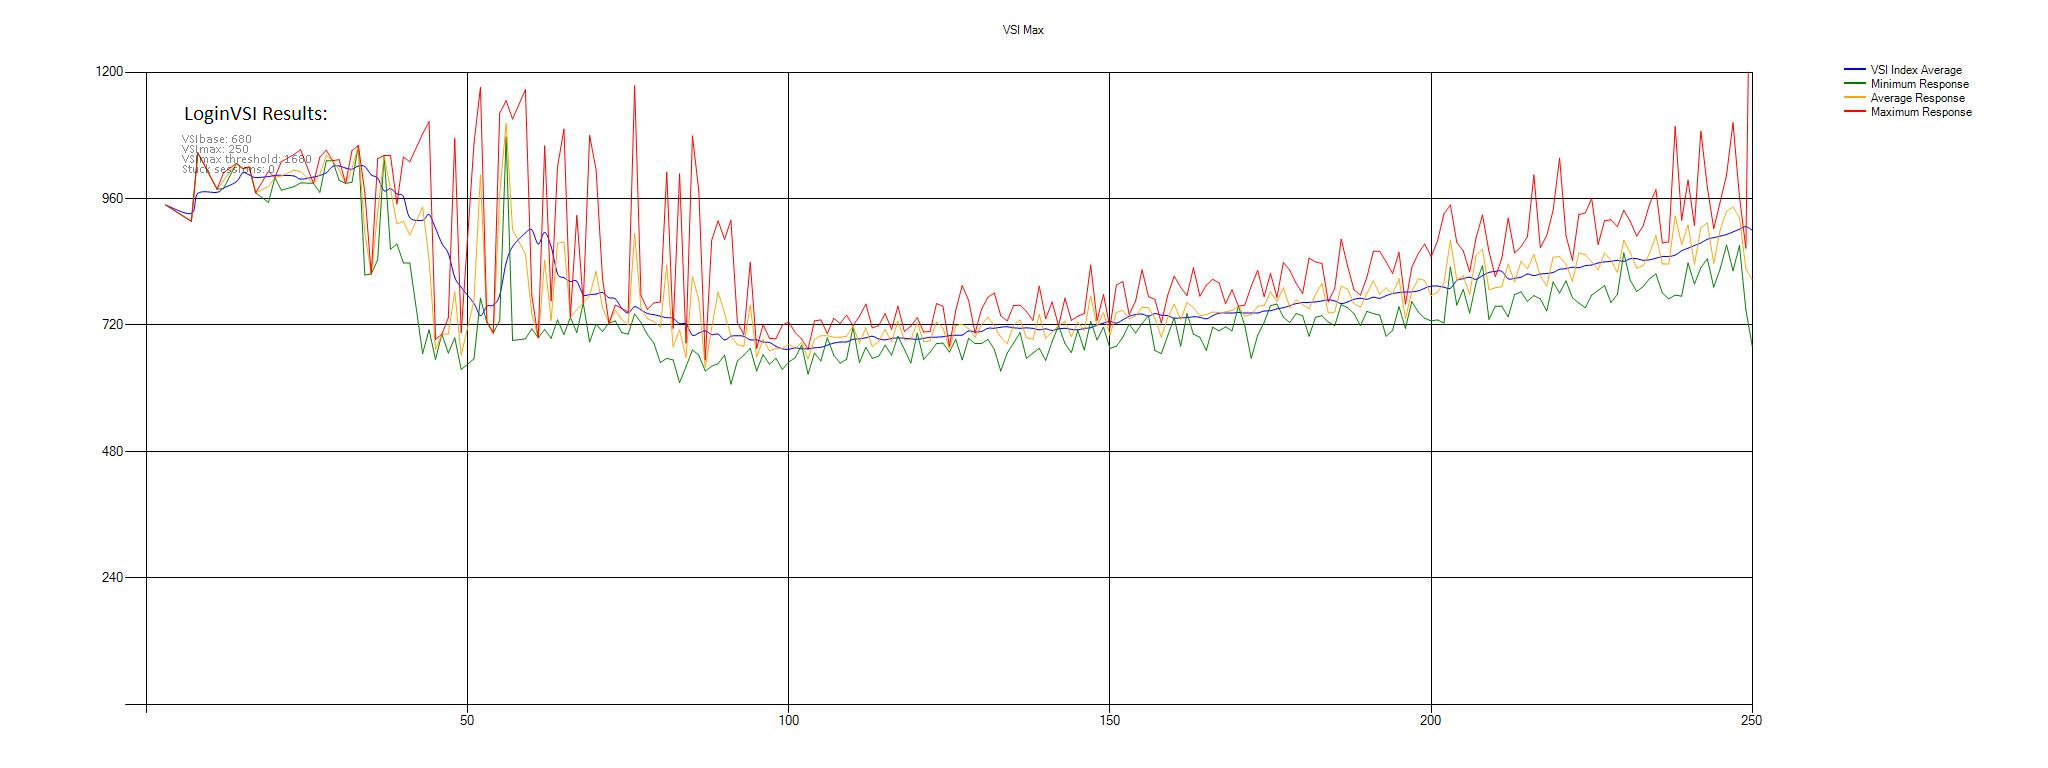 VSI Max
1200
960
720
480
240
LoginVSI Results:
VSIbase: 680
VSImax: 250
VSImax threshold: 1680
Stuck sessions: 0
50
100
150
200
250
VSI Index Average
Minimum Response
Average Response
Maximum Response